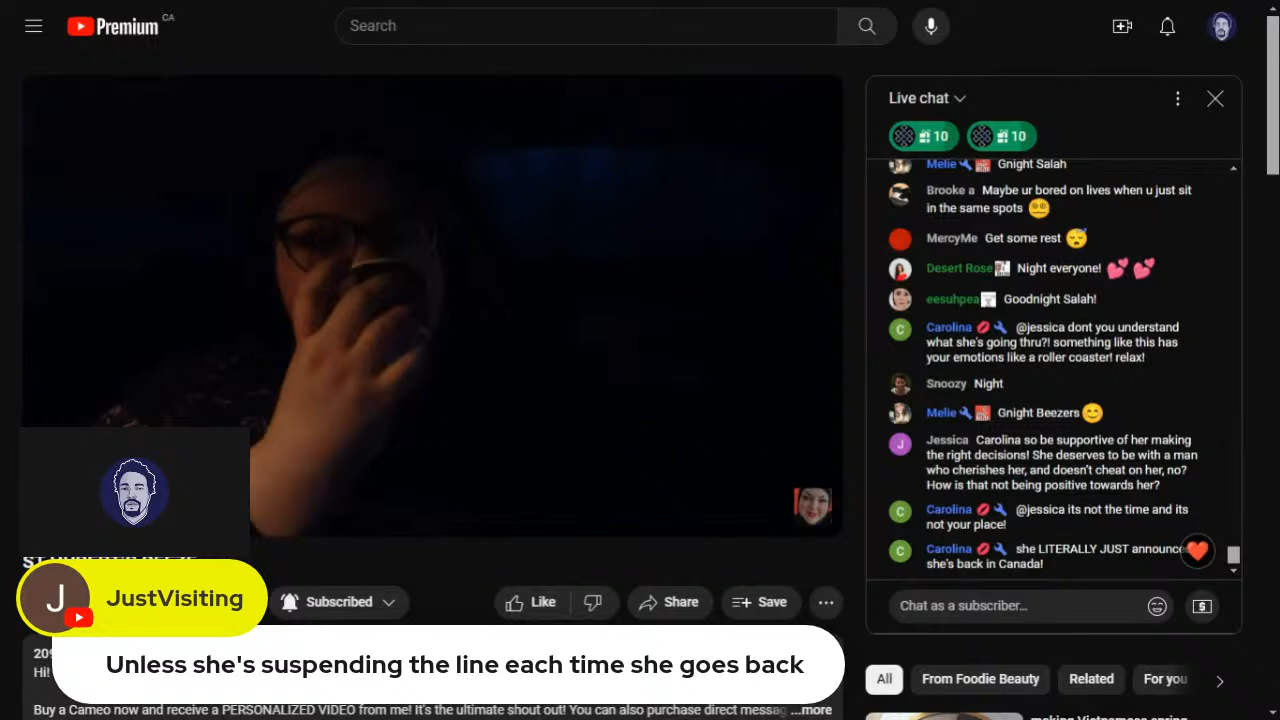 Premium CA
Search
Live chat
10 10
Melie Gnight Salah
Brooke a Maybe ur bored on lives when u just sit
in the same spots
MercyMe Get some rest
Desert Rose Night everyone!
eesuhpea Goodnight Salah!
C Carolina @jessica dont you understand
what she's going thru?! something like this has
your emotions like a roller coaster! relax!
Snoozy Night
Melie Gnight Beezers
J Jessica Carolina so be supportive of her making
the right decisions! She deserves to be with a man
who cherishes her, and doesn't cheat on her, no?
How is that not being positive towards her?
C Carolina @jessica its not the time and its
not your place!
C Carolina she LITERALLY JUST announce
she's back in Canada!
Chat as a subscriber...
J JustVisiting
Subscribed
Like
Share
Save
Unless she's suspending the line each time she goes back
209
Hi!
Buy a Cameo now and receive a PERSONALIZED VIDEO from me! It's the ultimate shout out! You can also purchase direct messag ...more
All From Foodie Beauty Related For you
making Vietnamese spring